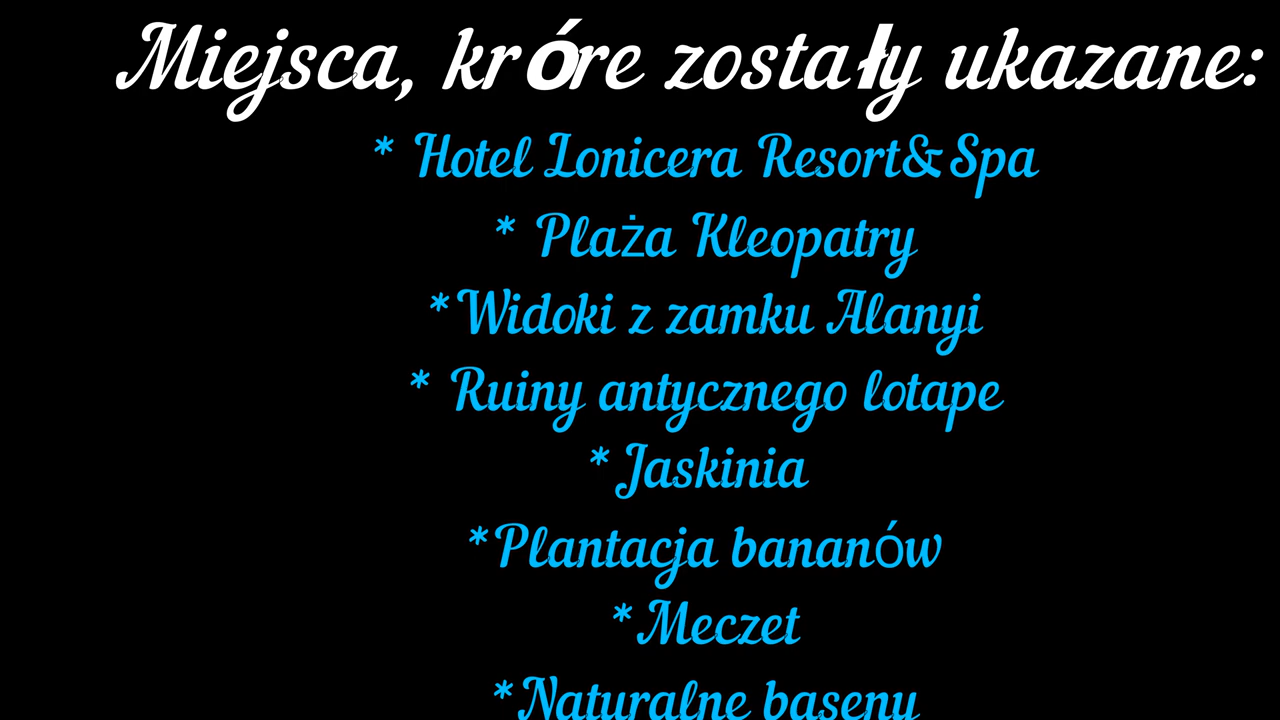 Miejsca, króre zostały ukazane:
* Hotel Lonicera Resort&Spa
* Plaża Kleopatry
*Widoki z zamku Alanyi
* Ruiny antycznego lotape
*Jaskinia
*Plantacja bananów
*Meczet
*Naturalne baseny